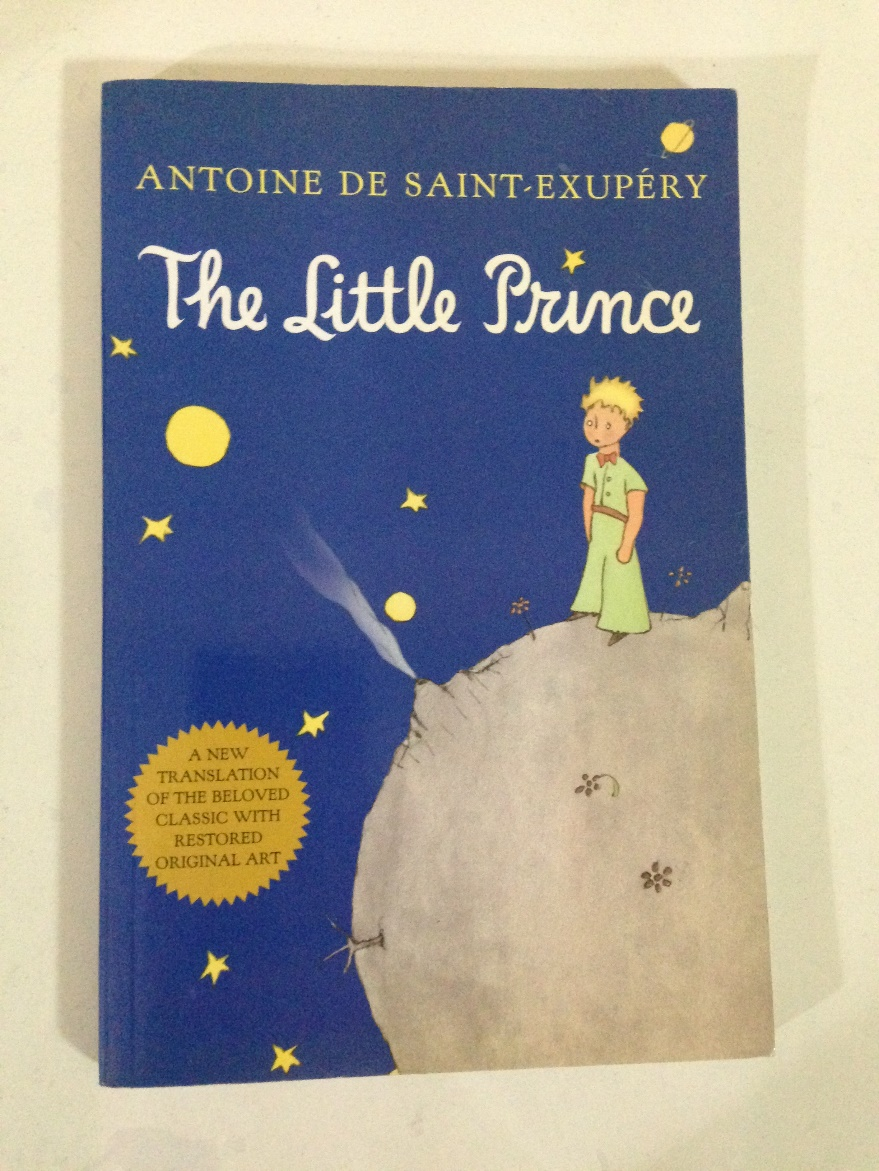 ANTOINE DE SAINT-EXUPÉRY
The Little Prince
A NEW
TRANSLATION
OF THE BELOVED
CLASSIC WITH
RESTORED
ORIGINAL ART